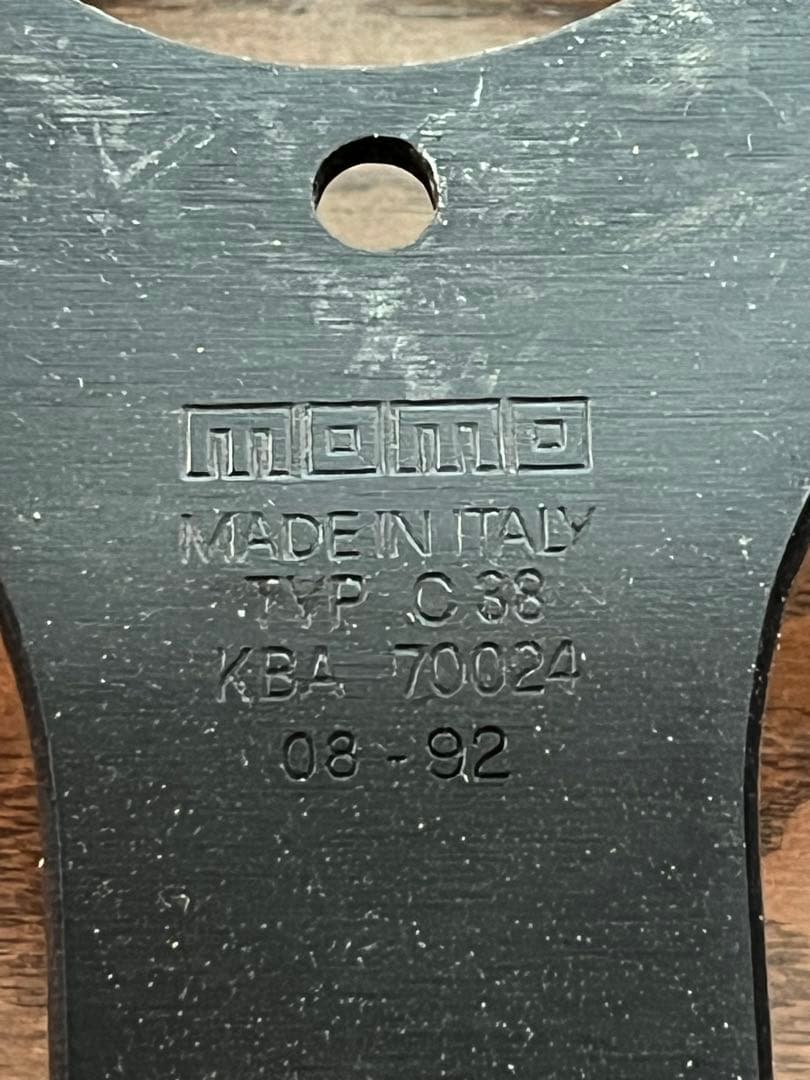 momo
MADE IN ITALY
TYP C 38
KBA 70024
08-92